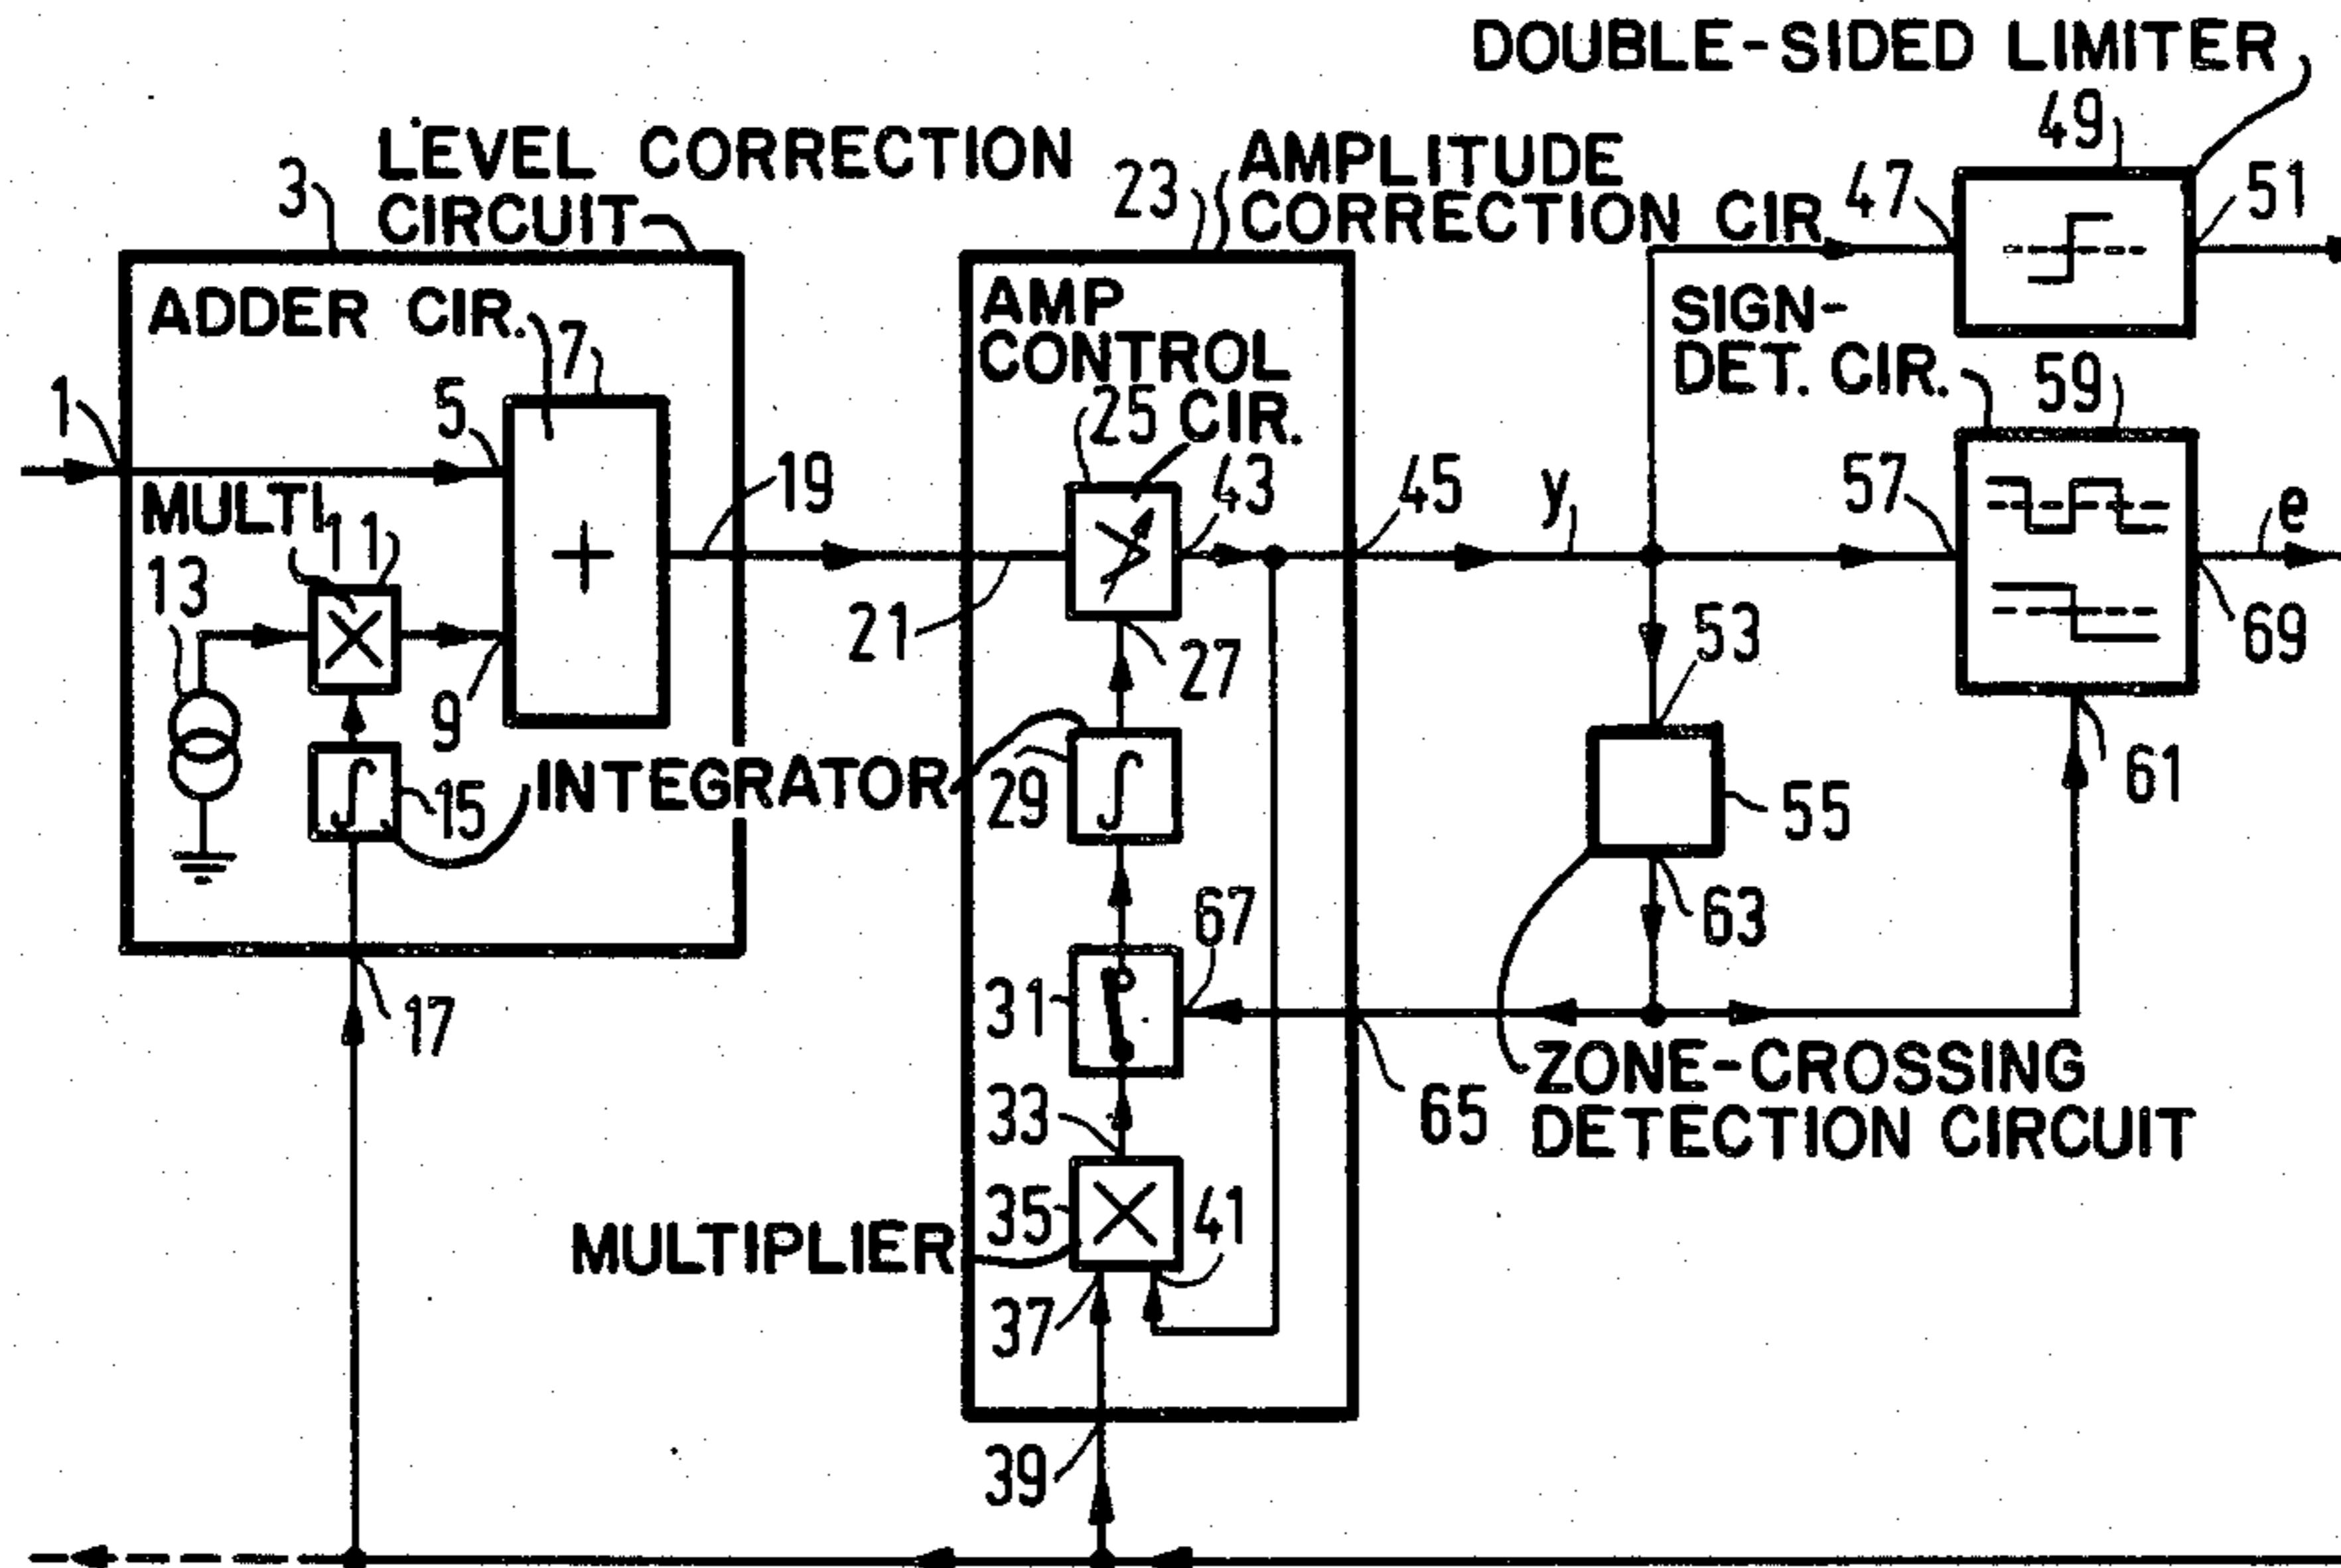 DOUBLE-SIDED LIMITER
49
LEVEL CORRECTION
CIRCUIT
3
23
AMPLITUDE
CORRECTION CIR
47
51
ADDER CIR.
7
AMP
CONTROL
CIR.
25
SIGN-
DET. CIR.
59
1
5
19
43
45
y
57
e
MULTI
11
13
9
21
27
53
69
15
INTEGRATOR
29
55
61
67
63
17
31
65
ZONE-CROSSING
DETECTION CIRCUIT
33
35
41
MULTIPLIER
37
39